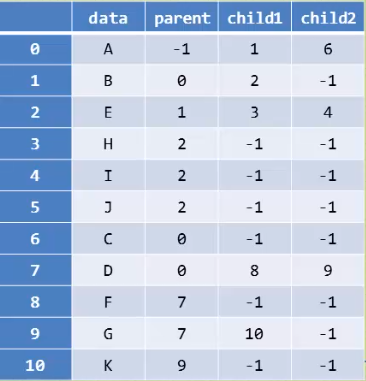 data parent child1 child2
0 A -1 1 6
1 B 0 2 -1
2 E 1 3 4
3 H 2 -1 -1
4 I 2 -1 -1
5 J 2 -1 -1
6 C 0 -1 -1
7 D 0 8 9
8 F 7 -1 -1
9 G 7 10 -1
10 K 9 -1 -1